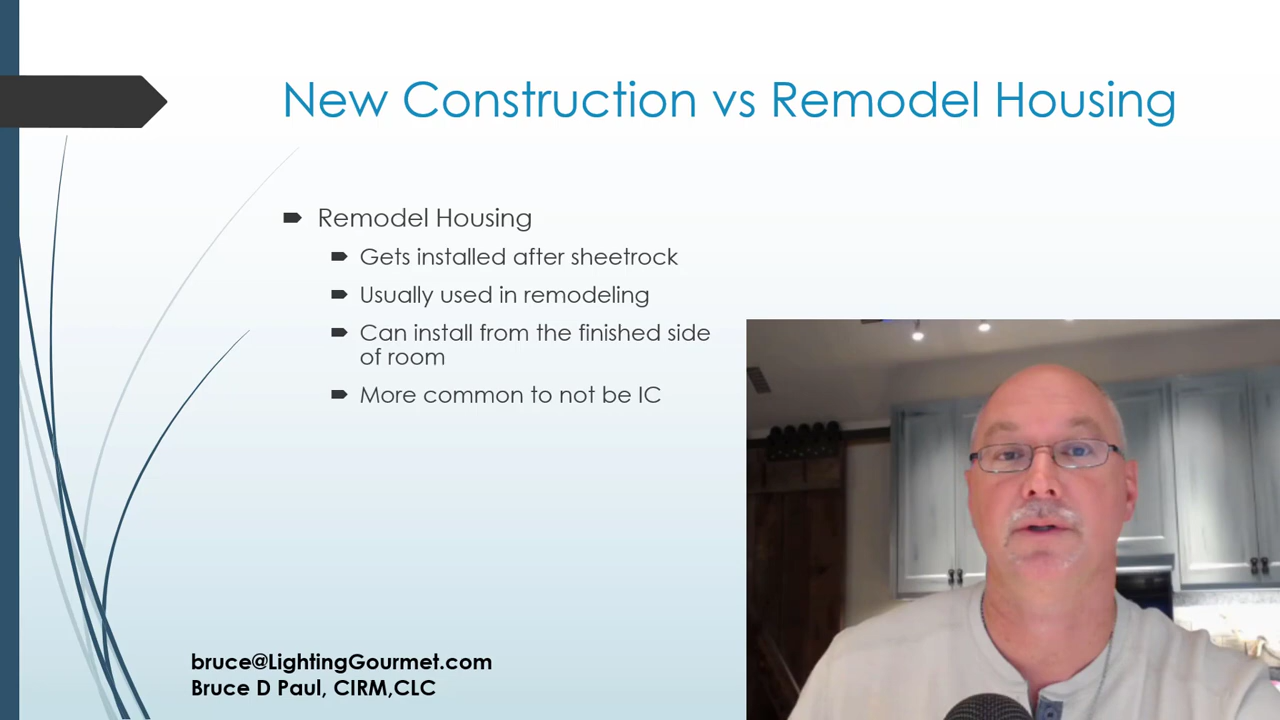 New Construction vs Remodel Housing
Remodel Housing
Gets installed after sheetrock
Usually used in remodeling
Can install from the finished side
of room
More common to not be IC
bruce@LightingGourmet.com
Bruce D Paul, CIRM,CLC